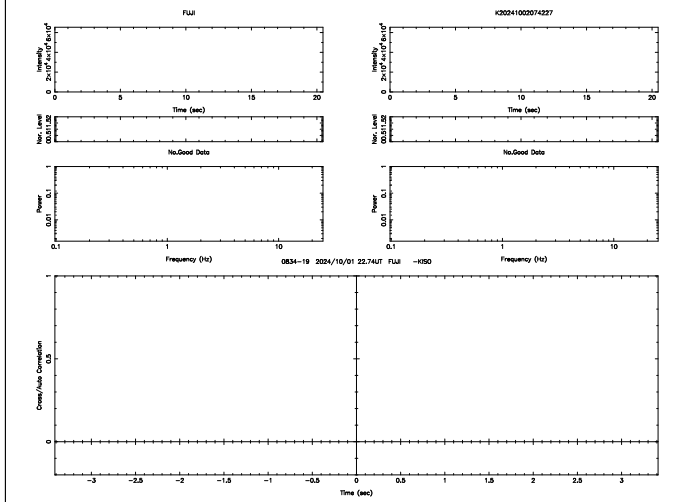 FUJI
K20241002074227
Intensity
2×10⁴ 4×10⁴ 6×10⁴
0
0 5 10 15 20
Time (sec)
Intensity
2×10⁴ 4×10⁴ 6×10⁴
0
0 5 10 15 20
Time (sec)
Nor. Level
00.511.52
Nor. Level
00.511.52
No.Good Data
No.Good Data
Power
1
0.1
0.01
0.1 1 10
Frequency (Hz)
Power
1
0.1
0.01
0.1 1 10
Frequency (Hz)
0834-19 2024/10/01 22.74UT FUJI -KISO
Cross/Auto Correlation
1
0.5
0
-3 -2.5 -2 -1.5 -1 -0.5 0 0.5 1 1.5 2 2.5 3
Time (sec)